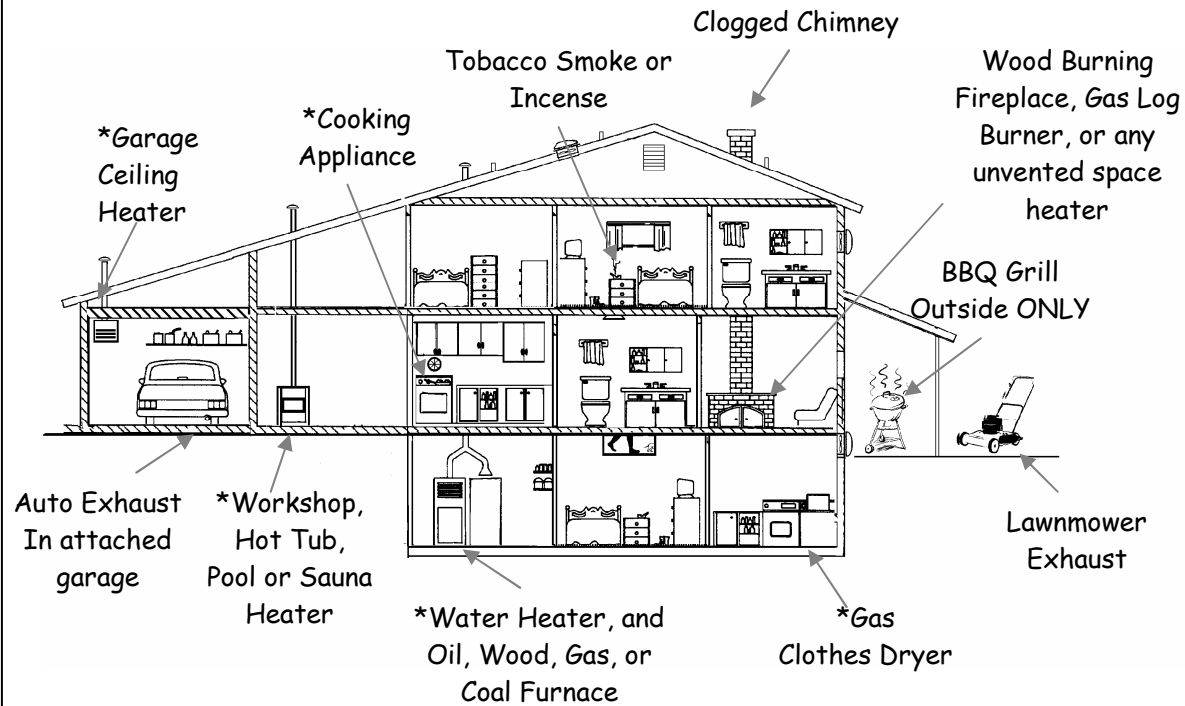 Clogged Chimney
Tobacco Smoke or
Incense
Wood Burning
Fireplace, Gas Log
Burner, or any
unvented space
heater
*Cooking
Appliance
*Garage
Ceiling
Heater
BBQ Grill
Outside ONLY
Auto Exhaust
In attached
garage
*Workshop,
Hot Tub,
Pool or Sauna
Heater
*Water Heater, and
Oil, Wood, Gas, or
Coal Furnace
*Gas
Clothes Dryer
Lawnmower
Exhaust